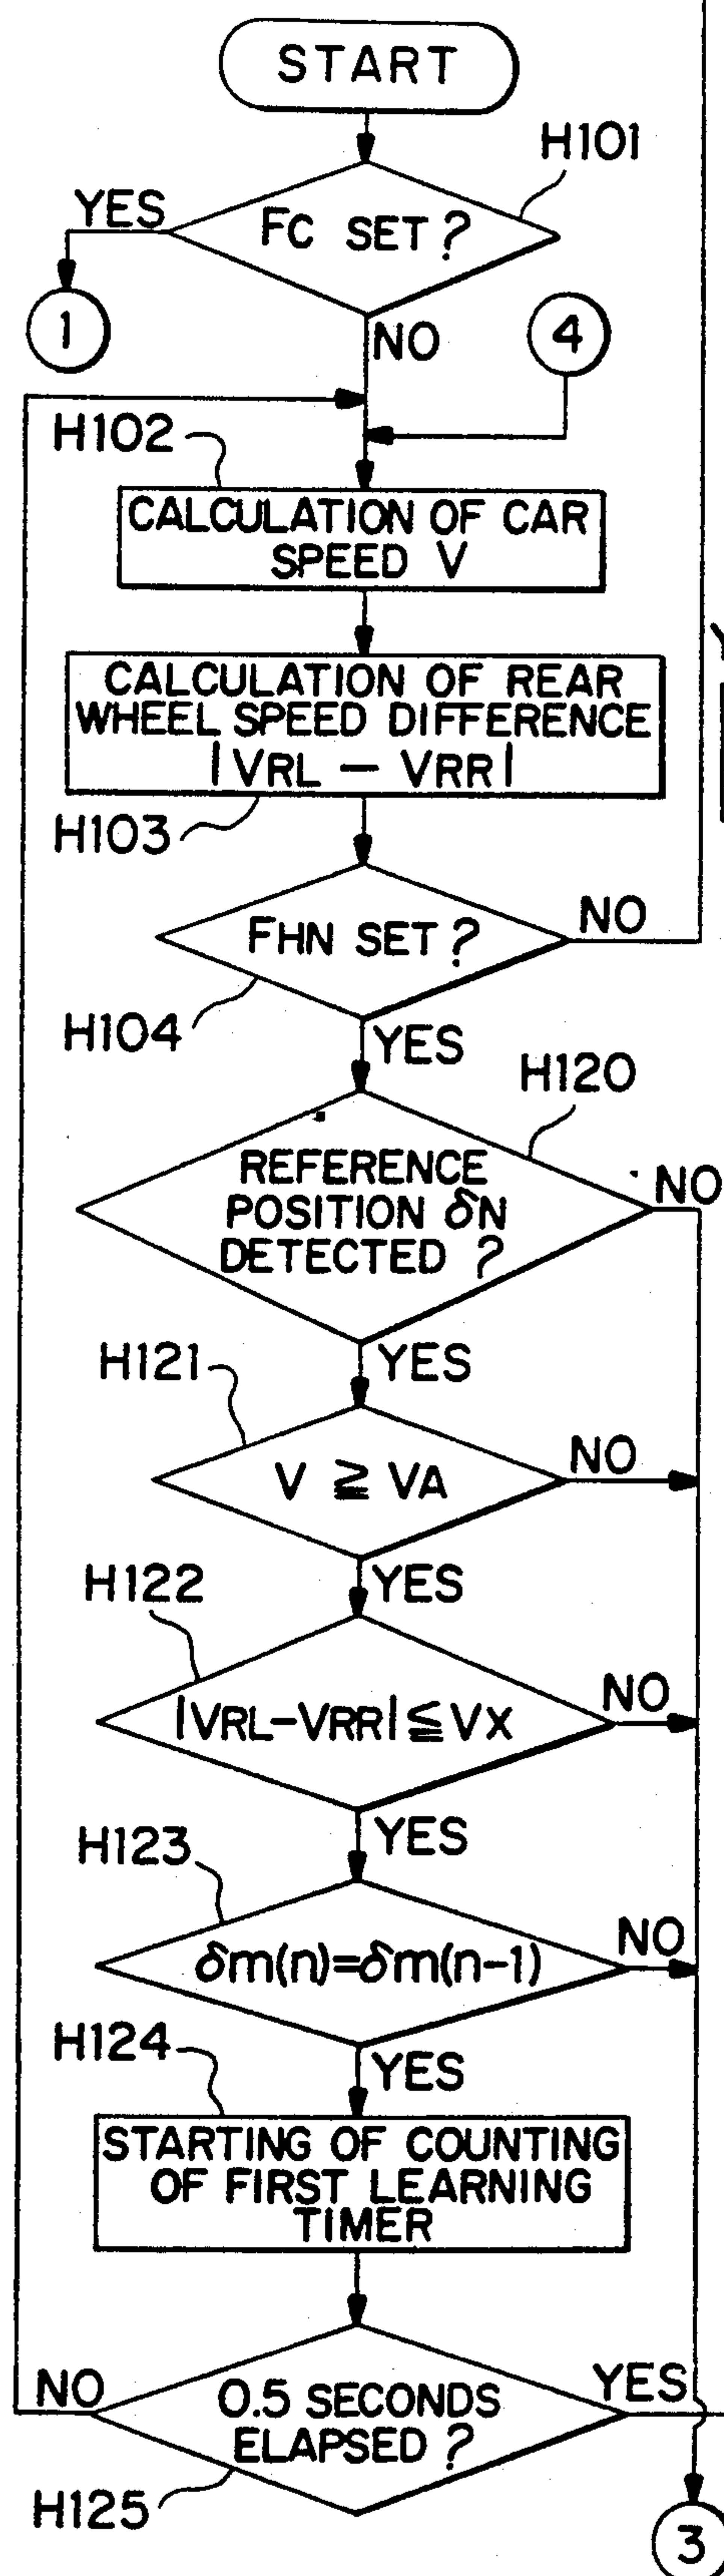 START
H101
YES
FC SET?
1
NO
4
H102
CALCULATION OF CAR
SPEED V
CALCULATION OF REAR
WHEEL SPEED DIFFERENCE
|VRL − VRR|
H103
FHN SET?
NO
H104
YES
H120
REFERENCE
POSITION δN
DETECTED ?
NO
H121
YES
V ≧ VA
NO
H122
YES
|VRL-VRR|≦VX
NO
H123
YES
δm(n)=δm(n-1)
NO
H124
YES
STARTING OF COUNTING
OF FIRST LEARNING
TIMER
NO
0.5 SECONDS
ELAPSED ?
YES
H125
3